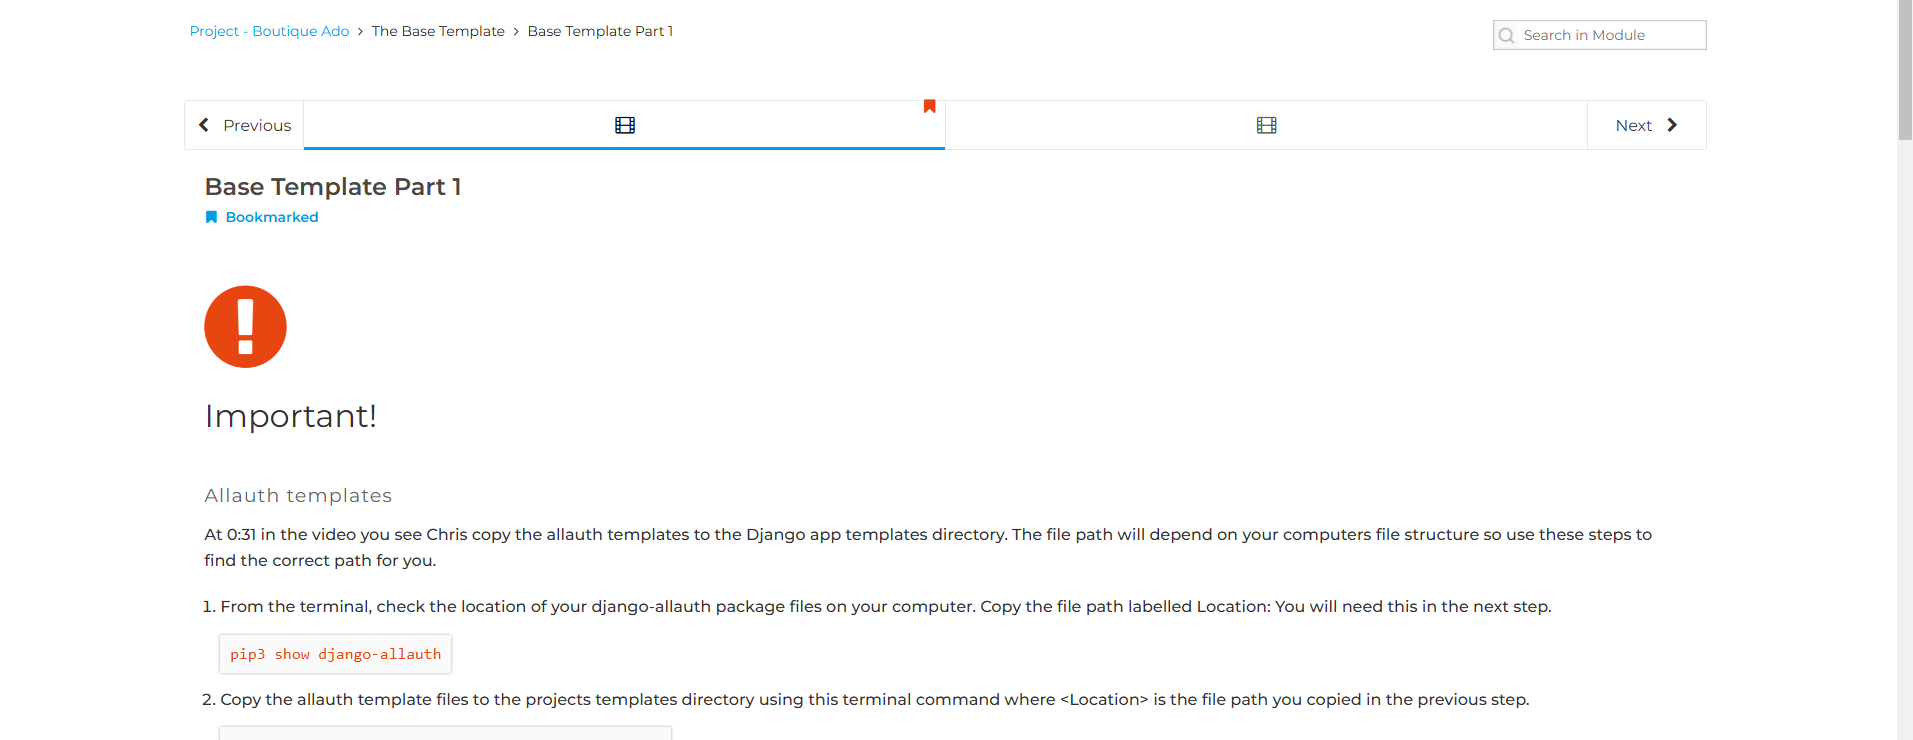 Project - Boutique Ado > The Base Template > Base Template Part 1
Search in Module
Previous
Next
Base Template Part 1
Bookmarked
Important!
Allauth templates
At 0:31 in the video you see Chris copy the allauth templates to the Django app templates directory. The file path will depend on your computers file structure so use these steps to
find the correct path for you.
1. From the terminal, check the location of your django-allauth package files on your computer. Copy the file path labelled Location: You will need this in the next step.
pip3 show django-allauth
2. Copy the allauth template files to the projects templates directory using this terminal command where <Location> is the file path you copied in the previous step.